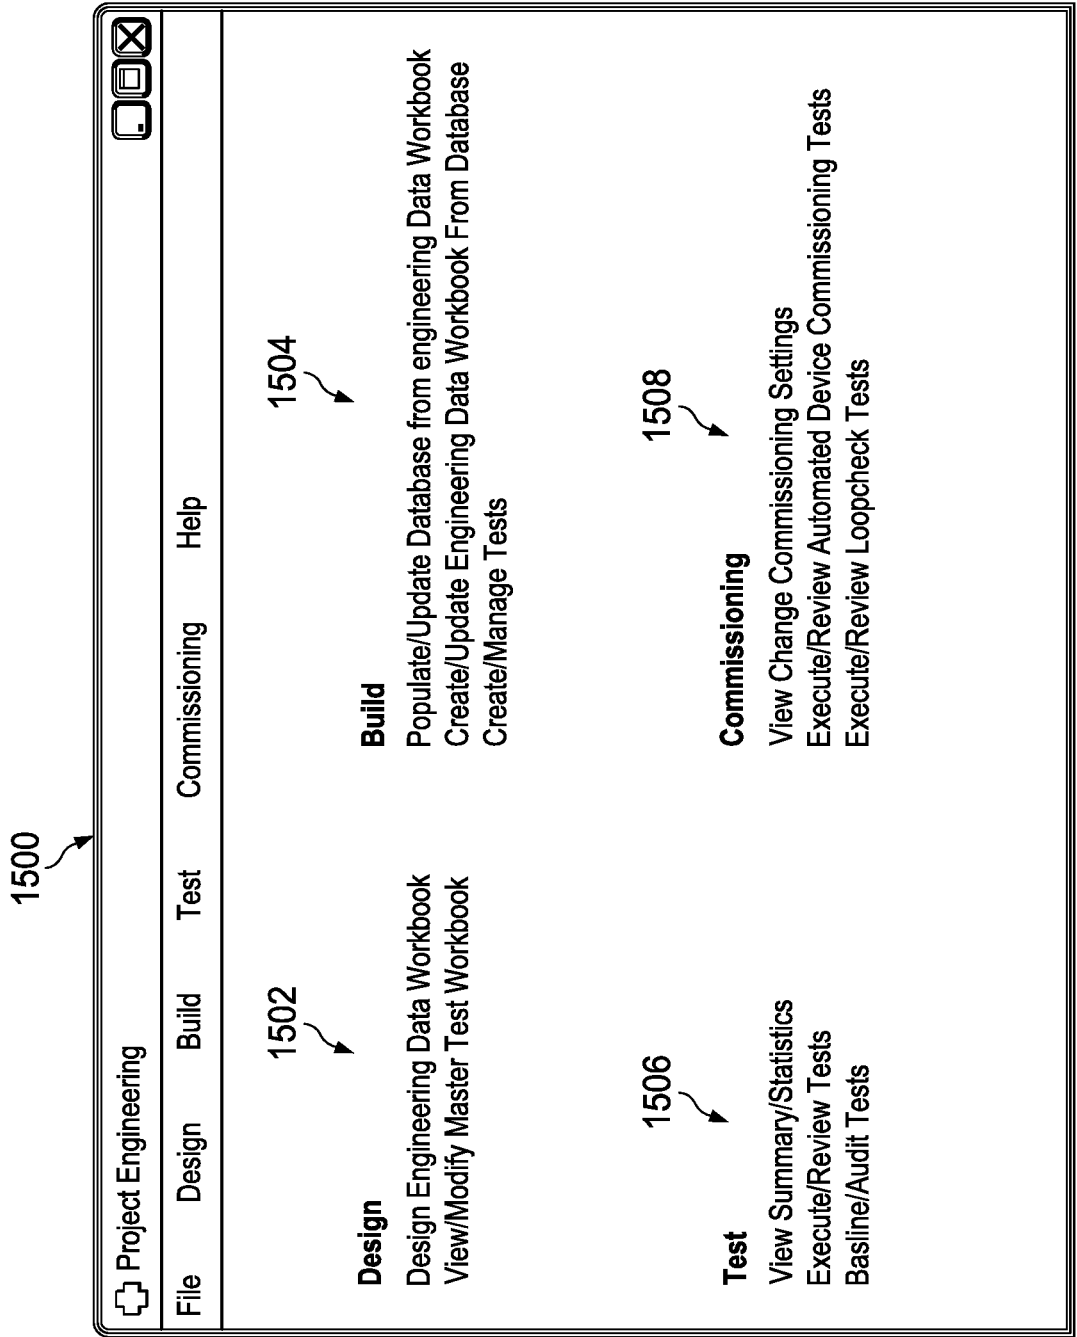 1500
Project Engineering
File Design Build Test Commissioning Help
1502
Design
Design Engineering Data Workbook
View/Modify Master Test Workbook
1504
Build
Populate/Update Database from engineering Data Workbook
Create/Update Engineering Data Workbook From Database
Create/Manage Tests
1506
Test
View Summary/Statistics
Execute/Review Tests
Basline/Audit Tests
1508
Commissioning
View Change Commissioning Settings
Execute/Review Automated Device Commissioning Tests
Execute/Review Loopcheck Tests